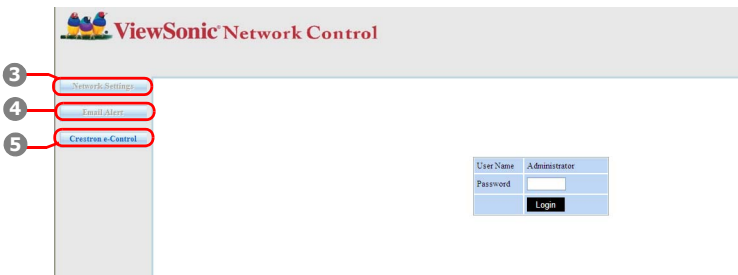 ViewSonic® Network Control
3
Network Settings
4
Email Alert
5
Crestron e-Control
User Name Administrator
Password
Login